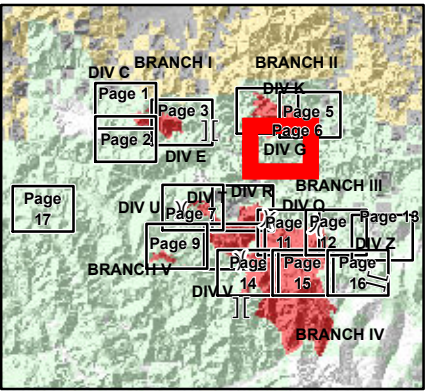 BRANCH I
BRANCH II
DIV C
DIV K
Page 1
Page 3
Page 5
Page 6
Page 2
DIV G
DIV E
BRANCH III
DIV R
Page
17
DIV U
Page 7
DIV O
Page 13
Page
11
Page
12
Page 9
DIV Z
BRANCH V
Page
14
Page
15
Page
16
DIV V
BRANCH IV